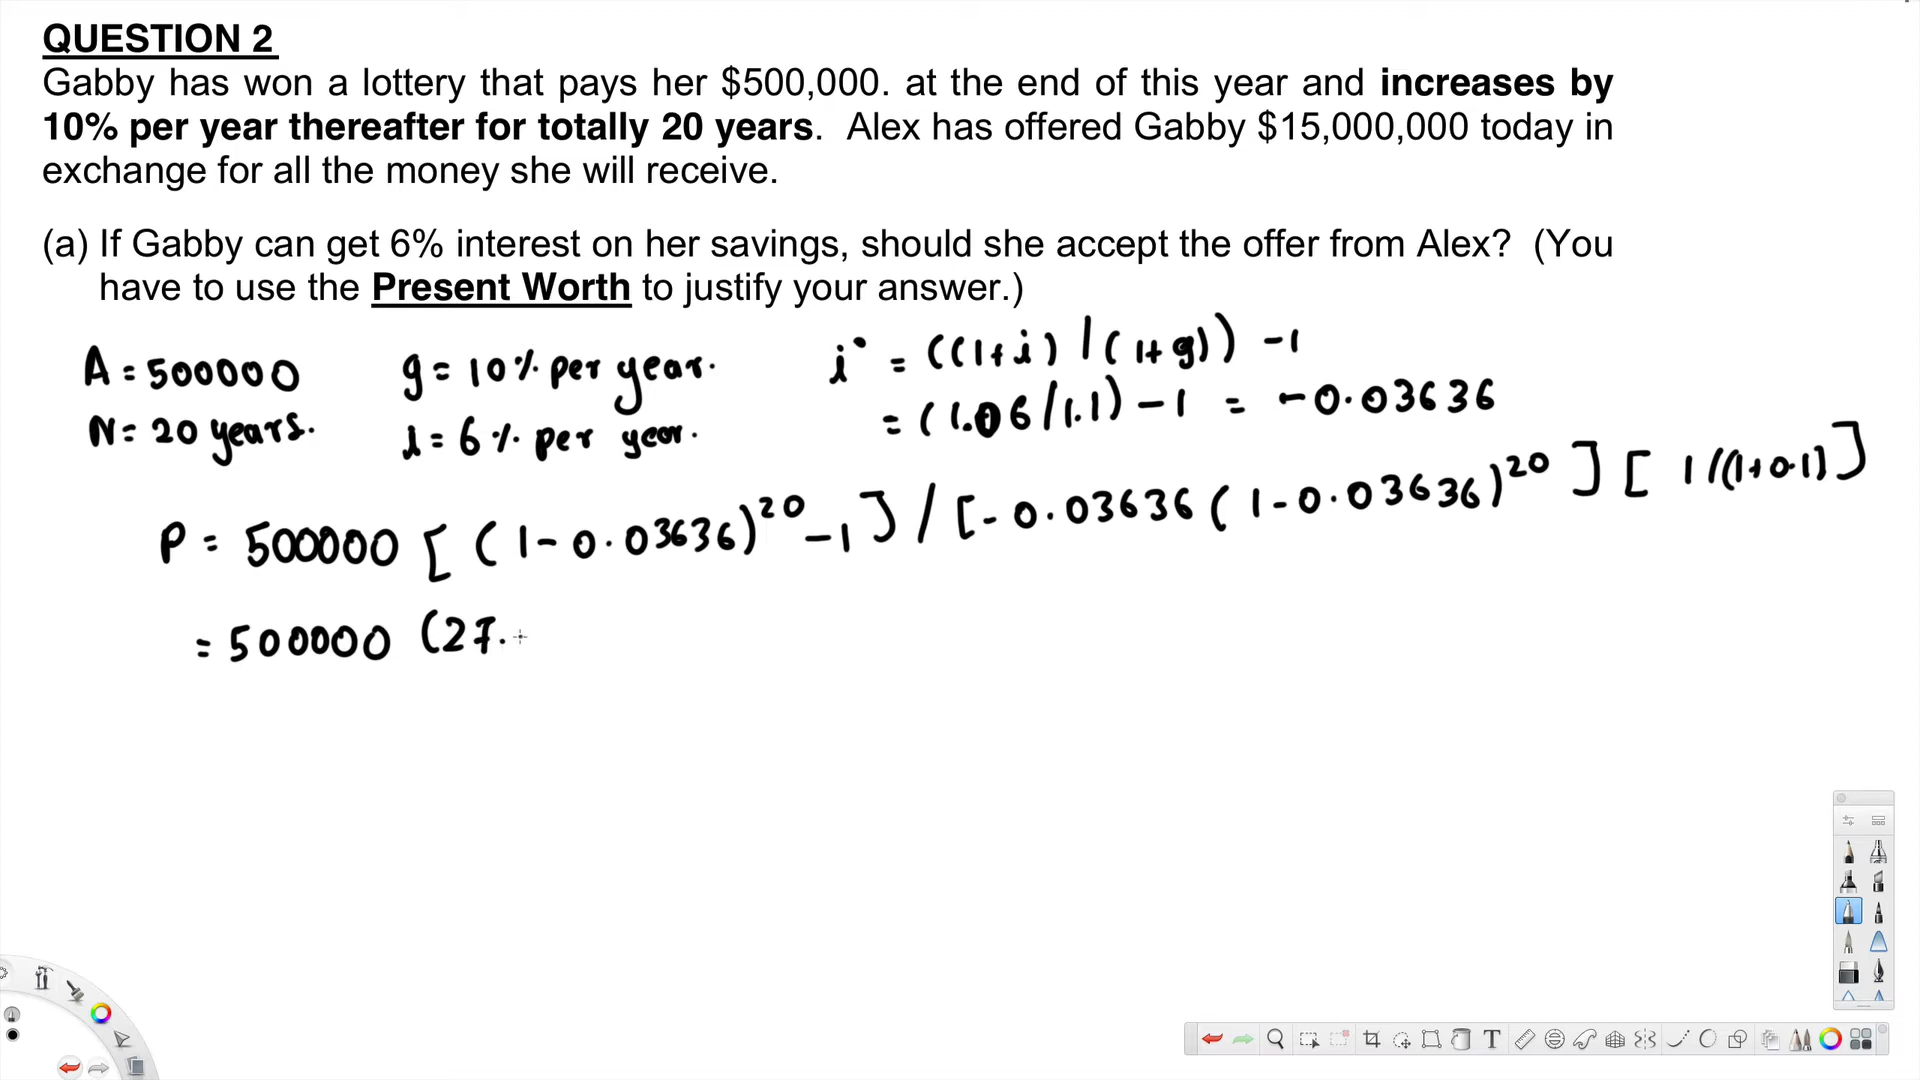 QUESTION 2
Gabby has won a lottery that pays her $500,000. at the end of this year and increases by
10% per year thereafter for totally 20 years. Alex has offered Gabby $15,000,000 today in
exchange for all the money she will receive.
(a) If Gabby can get 6% interest on her savings, should she accept the offer from Alex? (You
have to use the Present Worth to justify your answer.)
A = 500000
N = 20 years.
g = 10% per year.
i = 6% per year.
i° = ((1+i) / (1+g)) - 1
= (1.06/1.1) - 1 = -0.03636
P = 500000 [ (1 - 0.03636)^20 - 1 ] / [ - 0.03636 ( 1 - 0.03636)^20 ] [ 1/(1+0.1) ]
= 500000 (27.
T